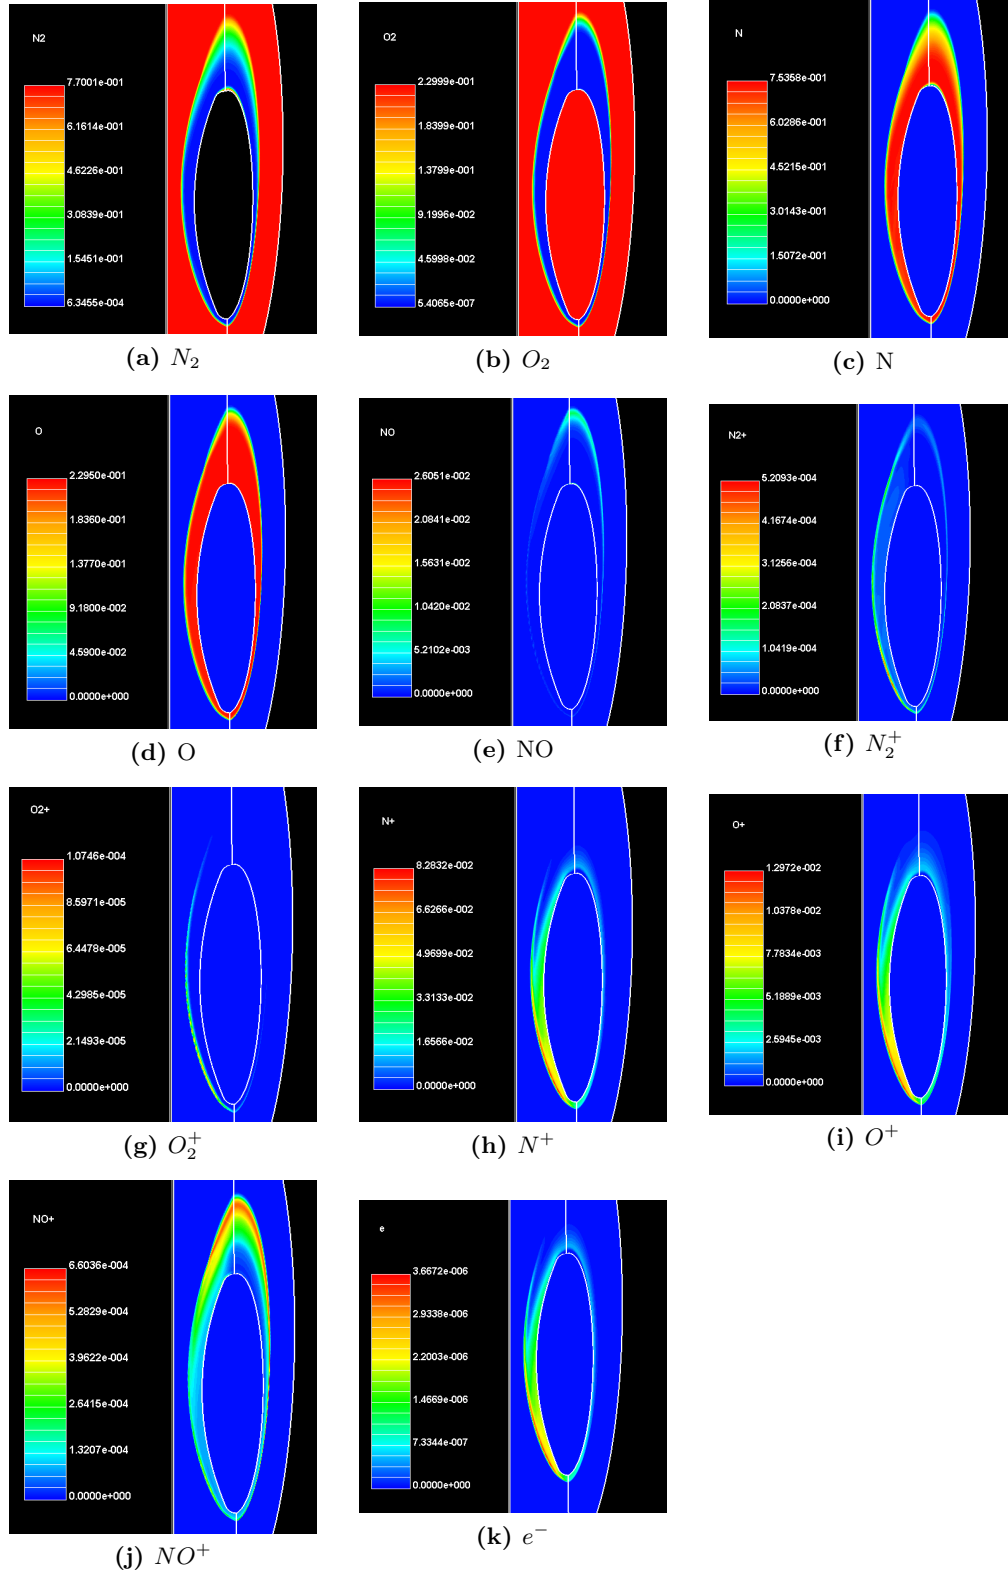 N2
7.7001e-001
6.1614e-001
4.6226e-001
3.0839e-001
1.5451e-001
6.3455e-004
(a) N₂
O2
2.2999e-001
1.8399e-001
1.3799e-001
9.1996e-002
4.5998e-002
5.4065e-007
(b) O₂
N
7.5358e-001
6.0286e-001
4.5215e-001
3.0143e-001
1.5072e-001
0.0000e+000
(c) N
O
2.2950e-001
1.8360e-001
1.3770e-001
9.1800e-002
4.5900e-002
0.0000e+000
(d) O
NO
2.6051e-002
2.0841e-002
1.5631e-002
1.0420e-002
5.2102e-003
0.0000e+000
(e) NO
N2+
5.2093e-004
4.1674e-004
3.1256e-004
2.0837e-004
1.0419e-004
0.0000e+000
(f) N₂⁺
O2+
1.0746e-004
8.5971e-005
6.4478e-005
4.2985e-005
2.1493e-005
0.0000e+000
(g) O₂⁺
N+
8.2832e-002
6.6266e-002
4.9699e-002
3.3133e-002
1.6566e-002
0.0000e+000
(h) N⁺
O+
1.2972e-002
1.0378e-002
7.7834e-003
5.1889e-003
2.5945e-003
0.0000e+000
(i) O⁺
NO+
6.6036e-004
5.2829e-004
3.9622e-004
2.6415e-004
1.3207e-004
0.0000e+000
(j) NO⁺
e
3.6672e-006
2.9338e-006
2.2003e-006
1.4669e-006
7.3344e-007
0.0000e+000
(k) e⁻